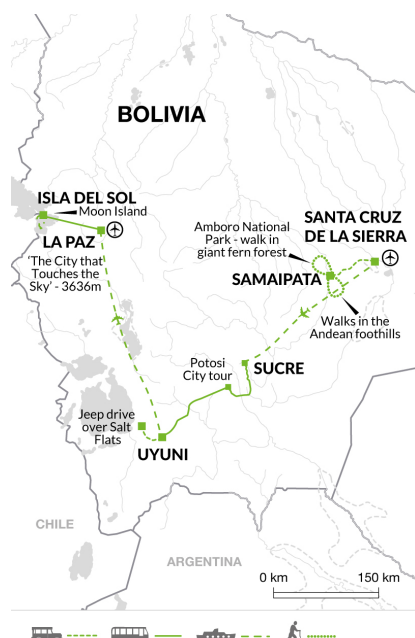 BOLIVIA
ISLA DEL SOL
Moon Island
LA PAZ
‘The City that
Touches the
Sky’ - 3636m
Amboro National
Park - walk in
giant fern forest
SANTA CRUZ
DE LA SIERRA
SAMAIPATA
Walks in the
Andean foothills
Potosi
City tour
SUCRE
Jeep drive
over Salt
Flats
UYUNI
CHILE
ARGENTINA
0 km
150 km